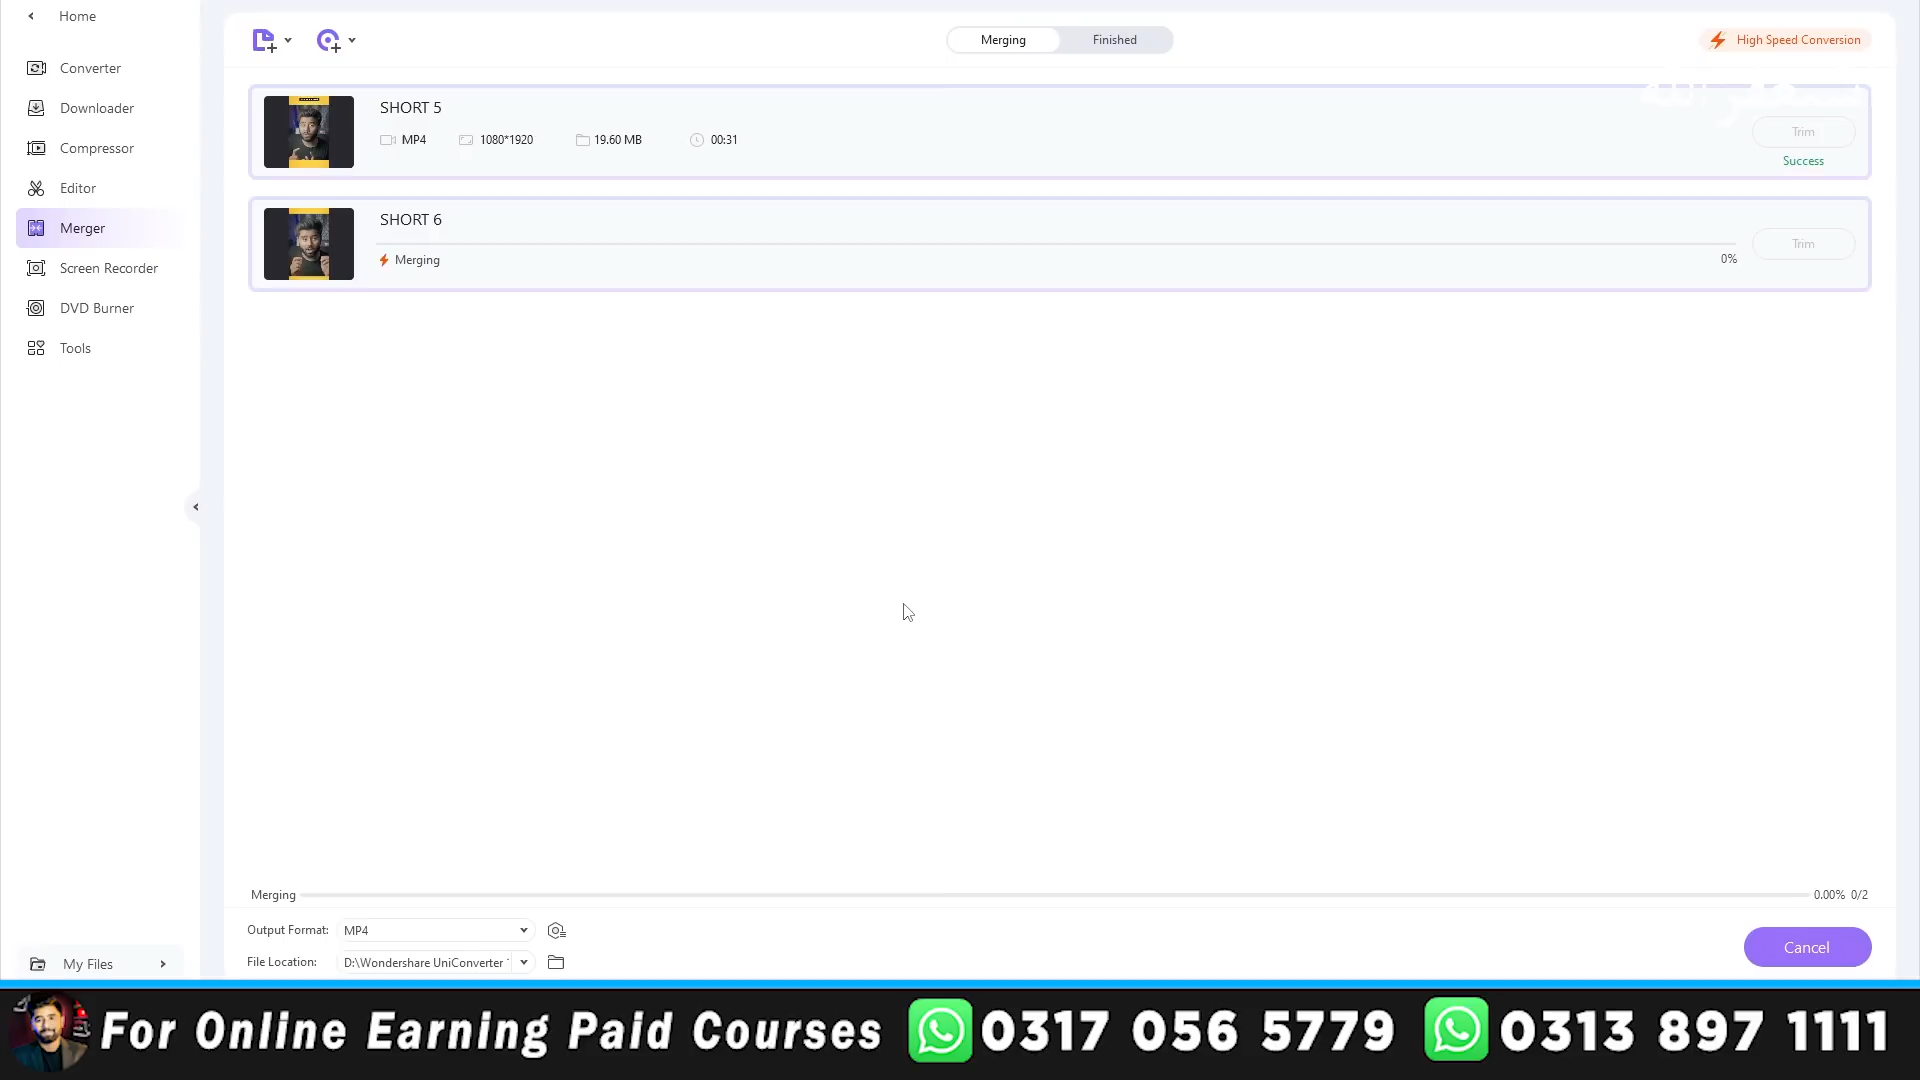 Home
Converter
Downloader
Compressor
Editor
Merger
Screen Recorder
DVD Burner
Tools
My Files
Merging
Finished
High Speed Conversion
SHORT 5
MP4 1080*1920 19.60 MB 00:31
Trim
Success
SHORT 6
Merging
0%
Trim
Merging 0.00% 0/2
Output Format: MP4
File Location: D:\Wondershare UniConverter
Cancel
For Online Earning Paid Courses 0317 056 5779 0313 897 1111